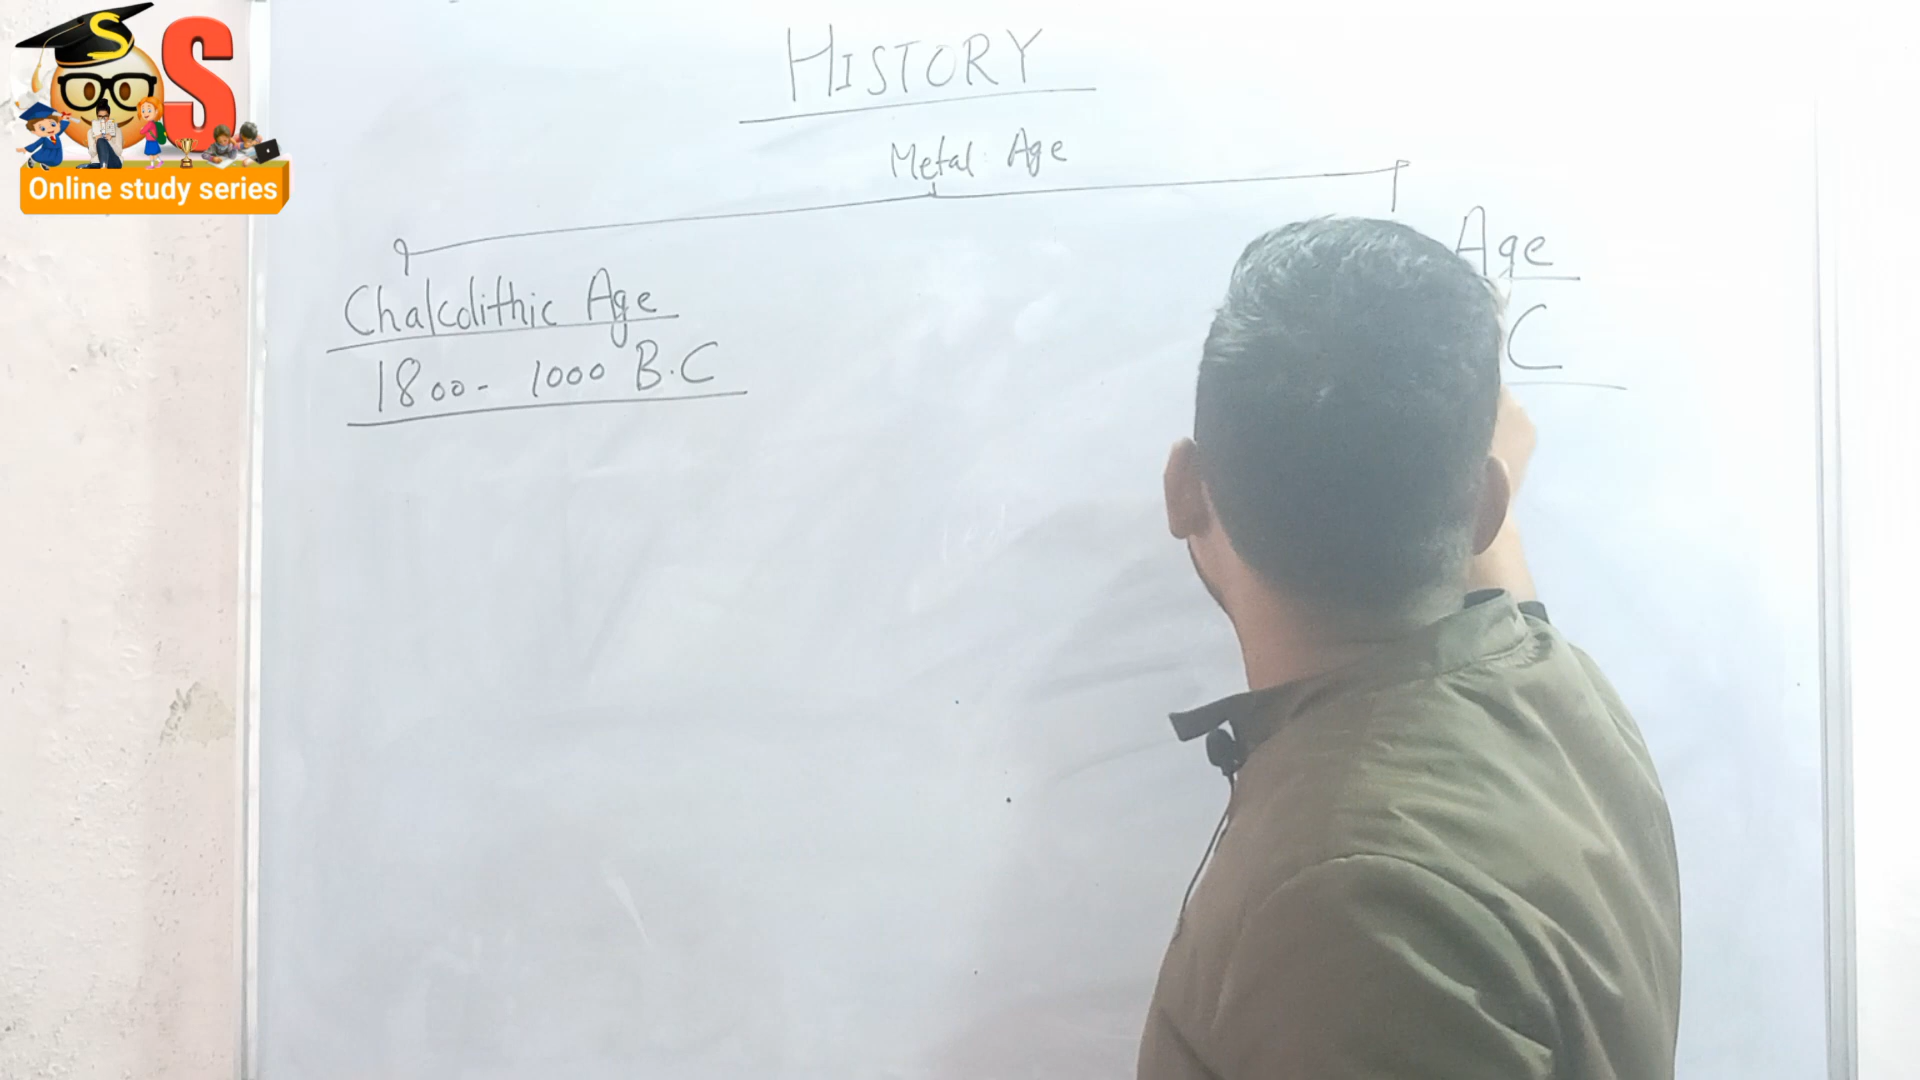 S
S
Online study series
HISTORY
Metal Age
Chalcolithic Age
1800- 1000 B.C
Age
C